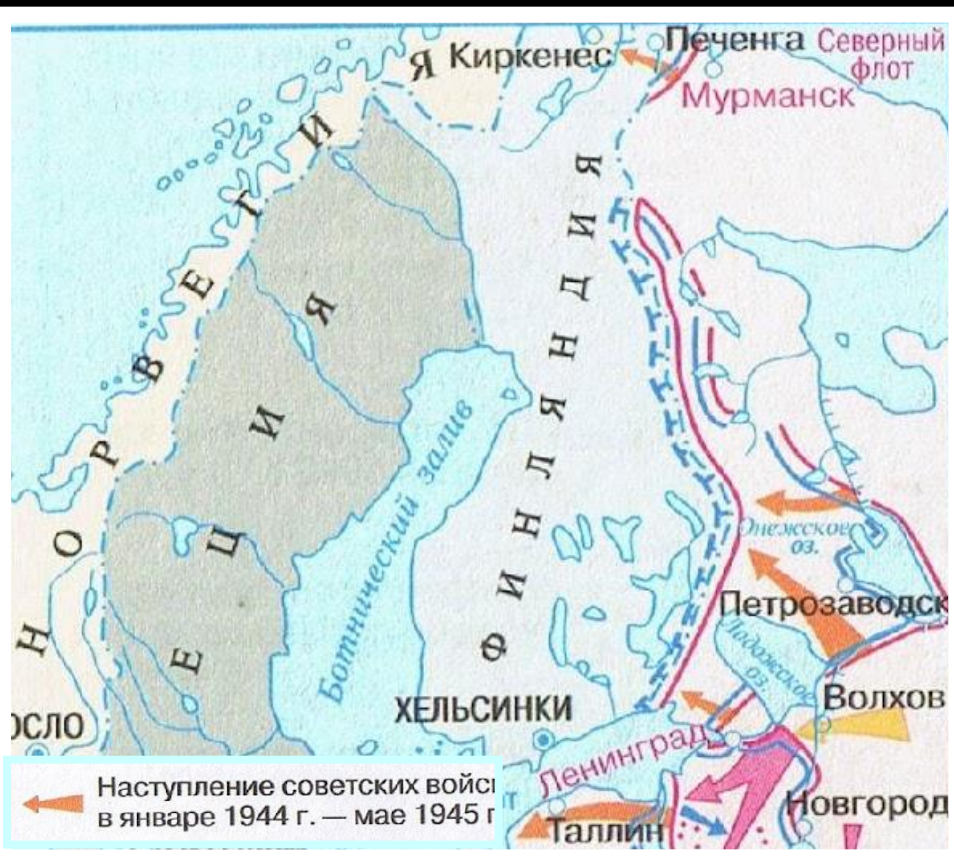 Киркенес
Печенга
Северный
флот
Мурманск
НОРВЕГИЯ
ШВЕЦИЯ
ФИНЛЯНДИЯ
Ботнический залив
Онежское
оз.
Петрозаводск
Ладожское
оз.
Волхов
ОСЛО
ХЕЛЬСИНКИ
Ленинград
Новгород
Таллин
Наступление советских войс
в январе 1944 г. — мае 1945 г